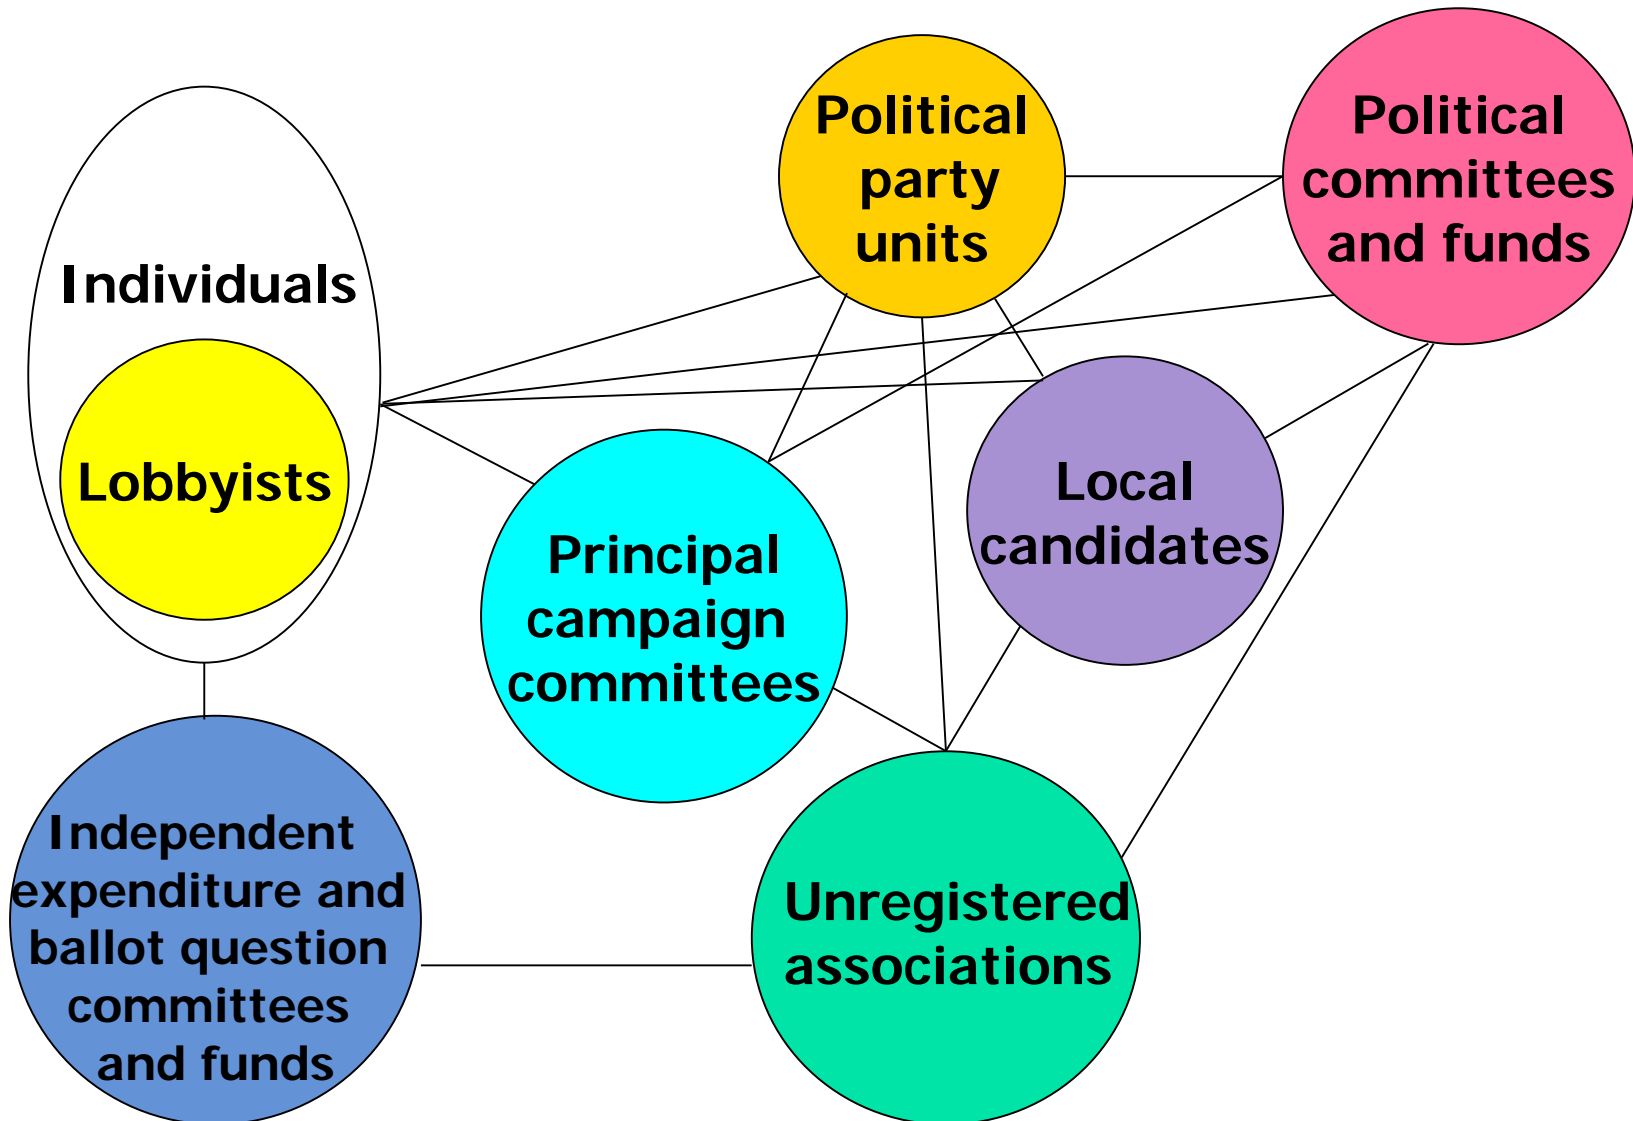 Political
party
units
Political
committees
and funds
Individuals
Lobbyists
Local
candidates
Principal
campaign
committees
Independent
expenditure and
ballot question
committees
and funds
Unregistered
associations